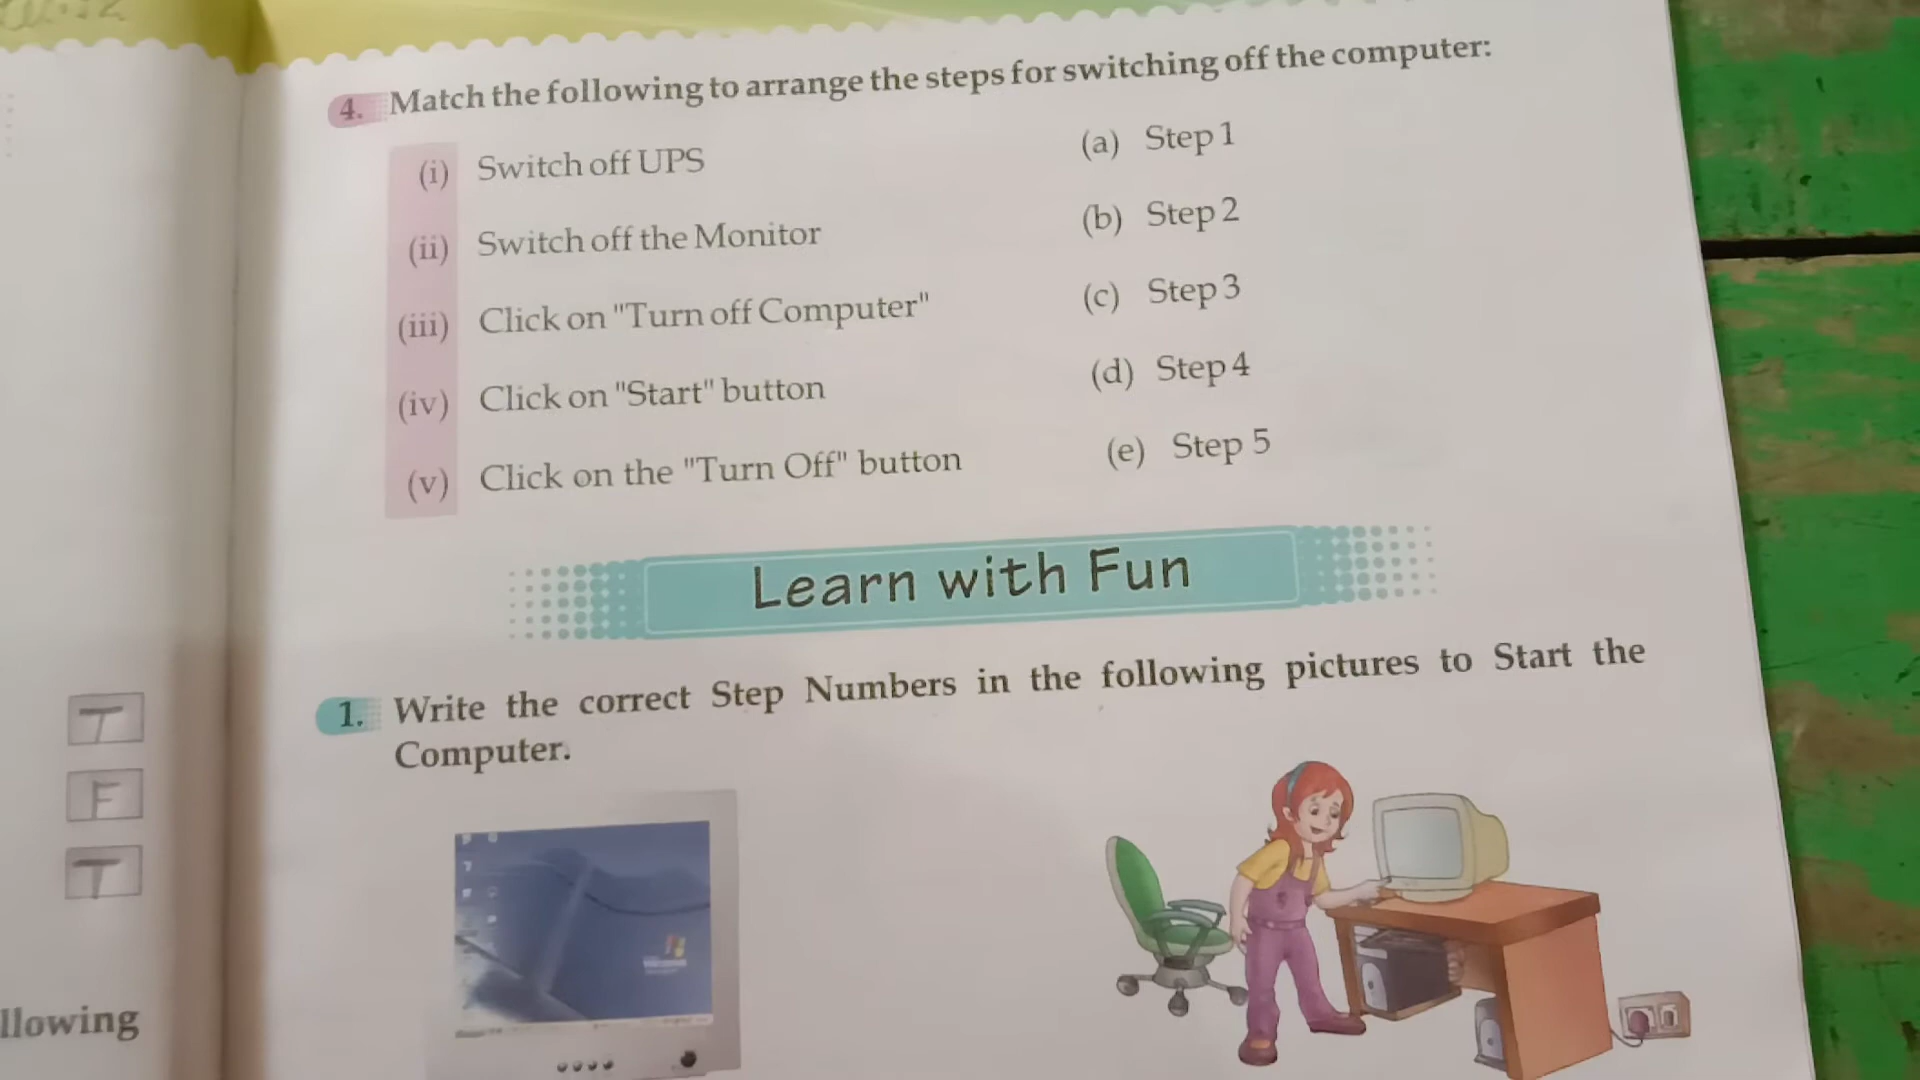 4. Match the following to arrange the steps for switching off the computer:
(i) Switch off UPS (a) Step 1
(ii) Switch off the Monitor (b) Step 2
(iii) Click on "Turn off Computer" (c) Step 3
(iv) Click on "Start" button (d) Step 4
(v) Click on the "Turn Off" button (e) Step 5
Learn with Fun
1. Write the correct Step Numbers in the following pictures to Start the
Computer.
T
F
T
llowing